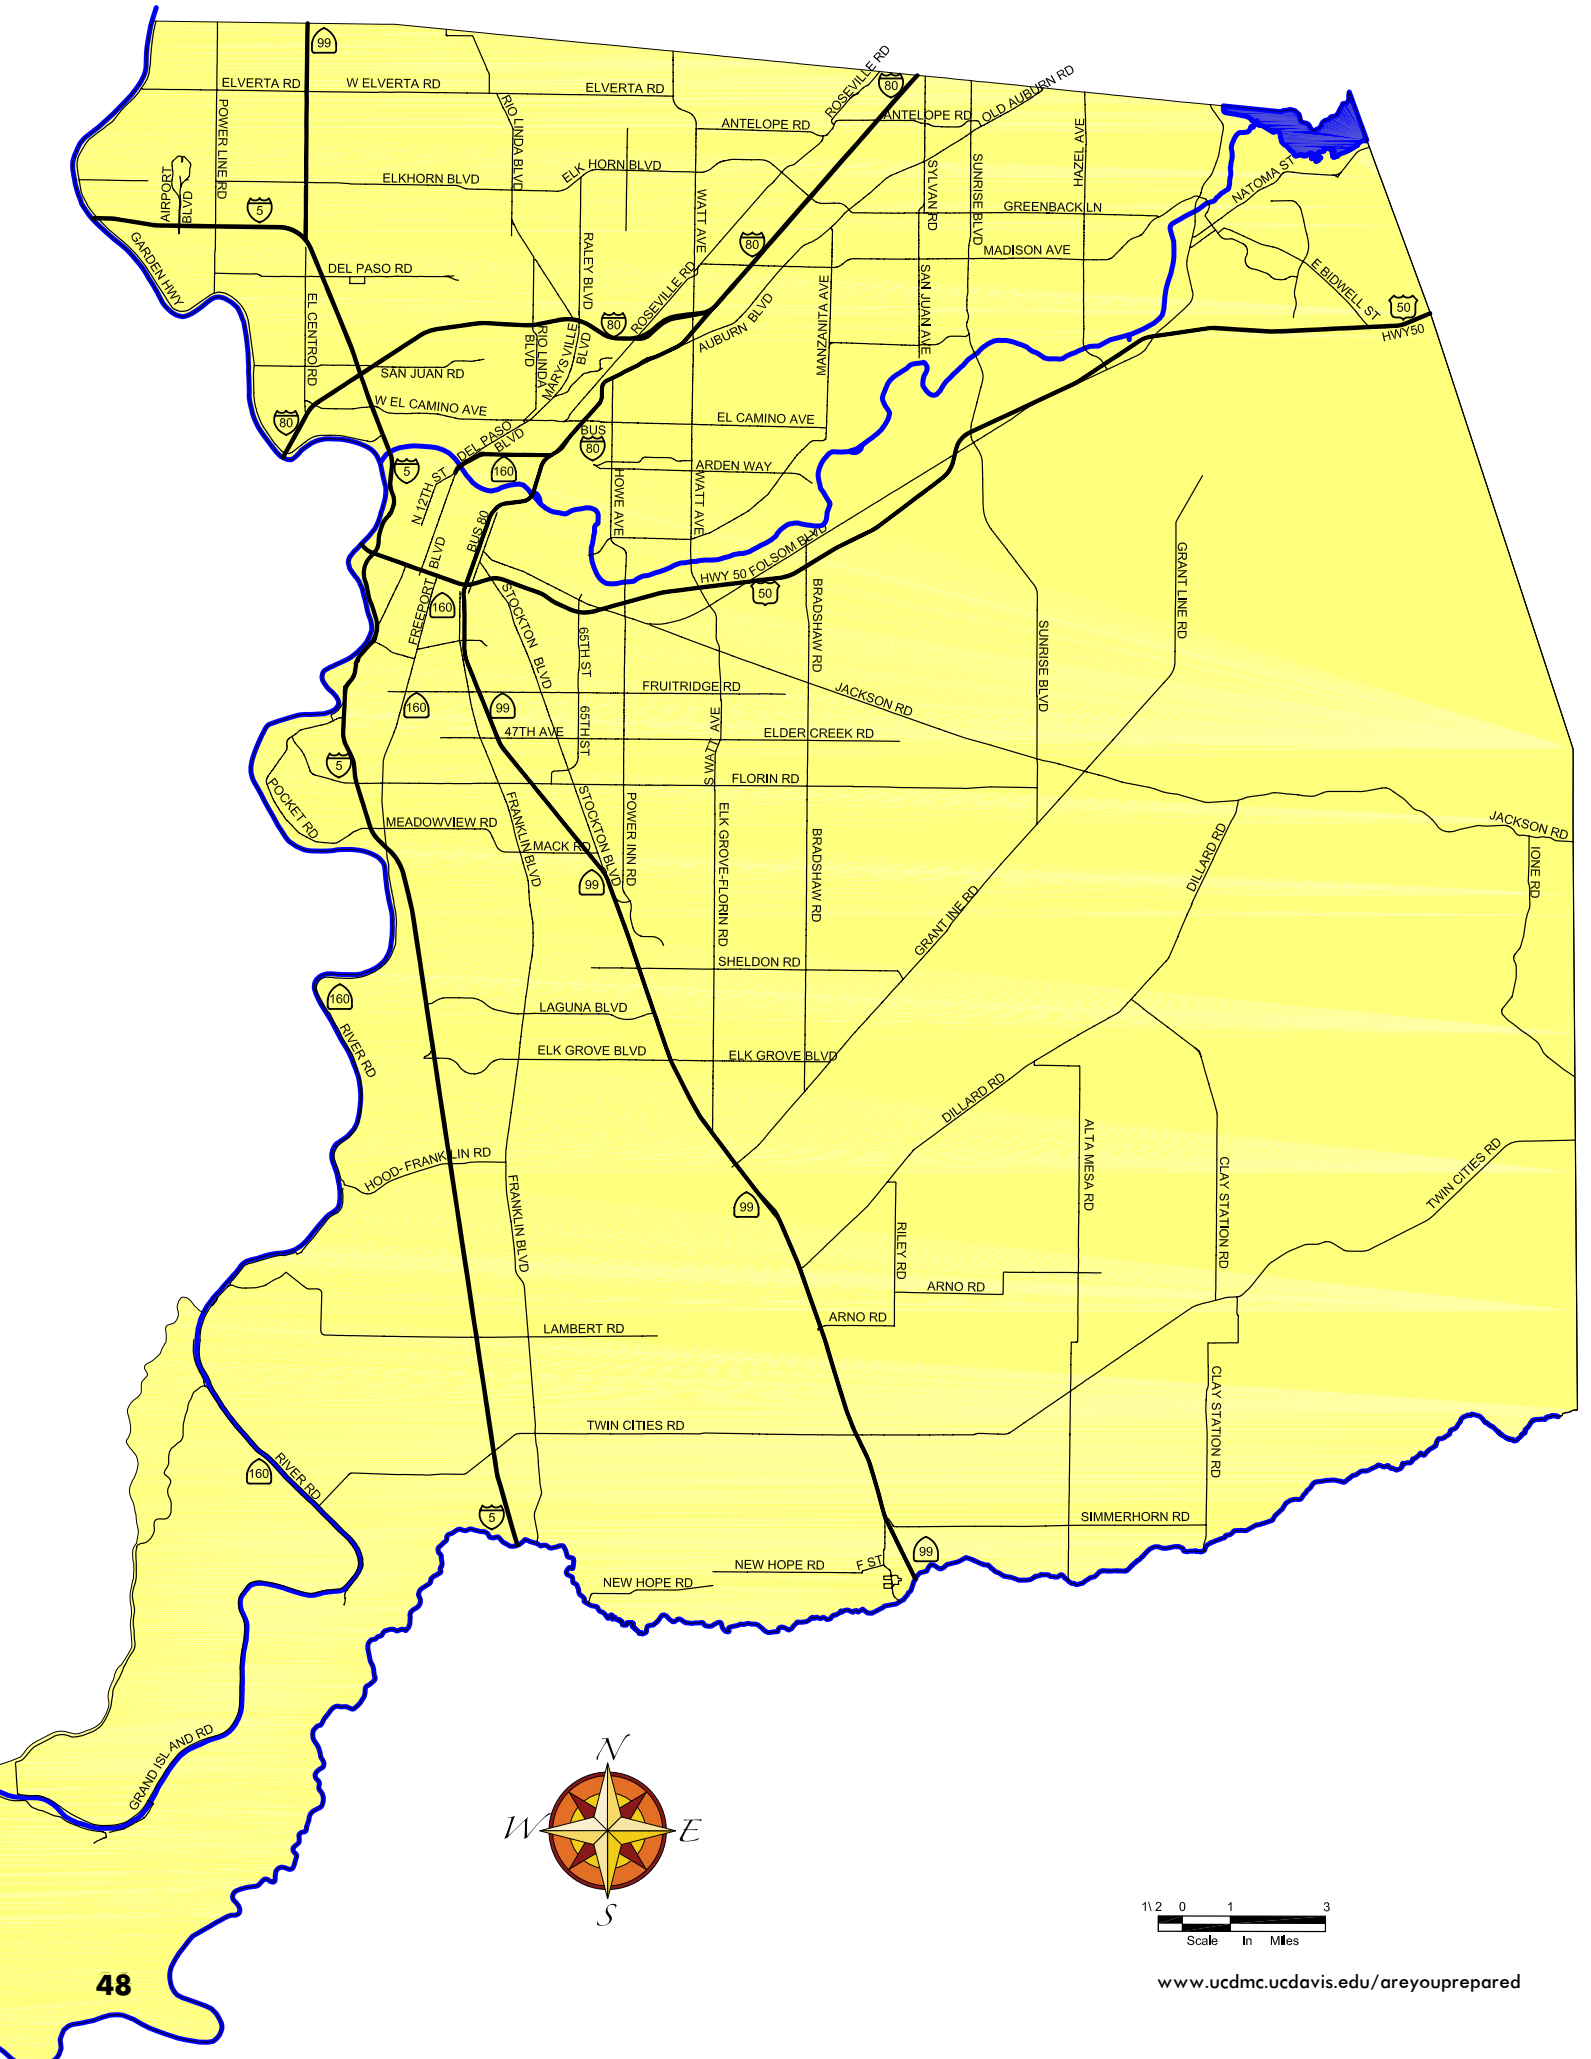 99
80
ROSEVILLE RD
OLD AUBURN RD
ELVERTA RD
W ELVERTA RD
ELVERTA RD
POWER LINE RD
RIO LINDA BLVD
ANTELOPE RD
ANTELOPE RD
HAZEL AVE
AIRPORT
BLVD
ELKHORN BLVD
ELK HORN BLVD
SYLVAN RD
SUNRISE BLVD
NATOMA ST
5
WATT AVE
GREENBACK LN
GARDEN HWY
DEL PASO RD
RALEY BLVD
ROSEVILLE RD
80
MADISON AVE
E BIDWELL ST
50
HWY 50
EL CENTRO RD
80
AUBURN BLVD
MANZANITA AVE
SAN JUAN AVE
RIO LINDA
BLVD
MARYSVILLE
BLVD
SAN JUAN RD
W EL CAMINO AVE
80
EL CAMINO AVE
DEL PASO
BLVD
BUS
80
5
160
ARDEN WAY
N 12TH ST
HOWE AVE
WATT AVE
BUS 80
FREEPORT BLVD
HWY 50
FOLSOM BLVD
50
160
STOCKTON BLVD
65TH ST
BRADSHAW RD
SUNRISE BLVD
GRANT LINE RD
FRUITRIDGE RD
JACKSON RD
160
99
65TH ST
S WATT AVE
47TH AVE
ELDER CREEK RD
5
FLORIN RD
POCKET RD
MEADOWVIEW RD
FRANKLIN BLVD
STOCKTON BLVD
POWER INN RD
ELK GROVE-FLORIN RD
BRADSHAW RD
MACK RD
99
DILLARD RD
JACKSON RD
IONE RD
GRANT INE RD
SHELDON RD
160
RIVER RD
LAGUNA BLVD
ELK GROVE BLVD
ELK GROVE BLVD
DILLARD RD
HOOD-FRANKLIN RD
FRANKLIN BLVD
ALTA MESA RD
CLAY STATION RD
TWIN CITIES RD
99
RILEY RD
ARNO RD
ARNO RD
LAMBERT RD
CLAY STATION RD
TWIN CITIES RD
160
RIVER RD
5
SIMMERHORN RD
99
NEW HOPE RD
F ST
NEW HOPE RD
GRAND ISLAND RD
N
W
E
S
1\2 0 1 3
Scale In Miles
48
www.ucdmc.ucdavis.edu/areyouprepared